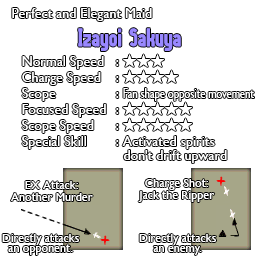 Perfect and Elegant Maid
Izayoi Sakuya
Normal Speed : ☆☆☆
Charge Speed : ☆☆☆☆
Scope : Fan shape opposite movement
Focused Speed : ☆☆☆☆☆
Scope Speed : ☆☆☆☆
Special Skill : Activated spirits
don't drift upward
EX Attack:
Another Murder
Directly attacks
an opponent.
Charge Shot:
Jack the Ripper
Directly attacks
an enemy.